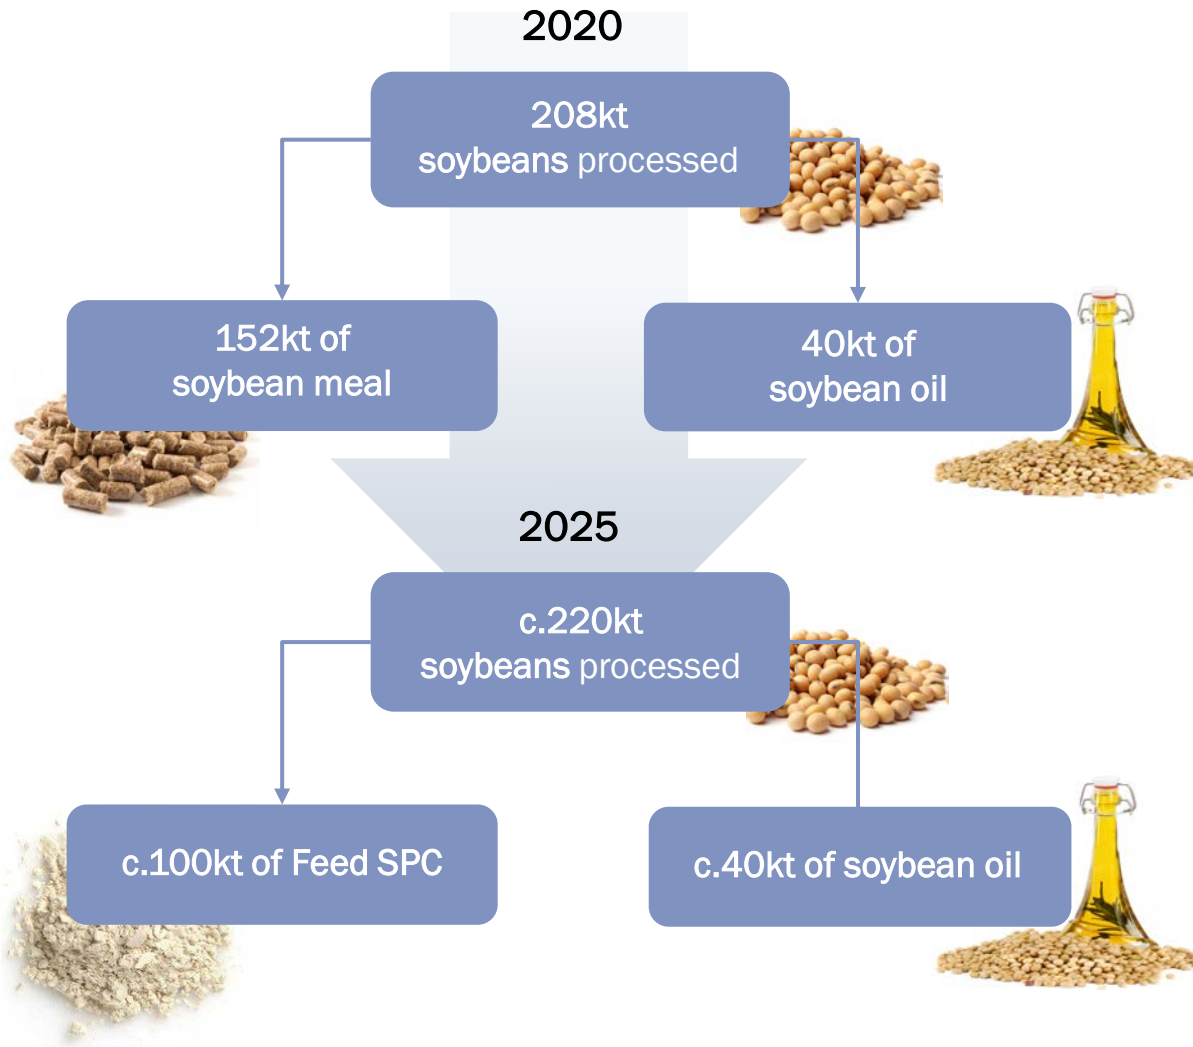 2020
208kt
soybeans processed
152kt of
soybean meal
40kt of
soybean oil
2025
c.220kt
soybeans processed
c.100kt of Feed SPC
c.40kt of soybean oil